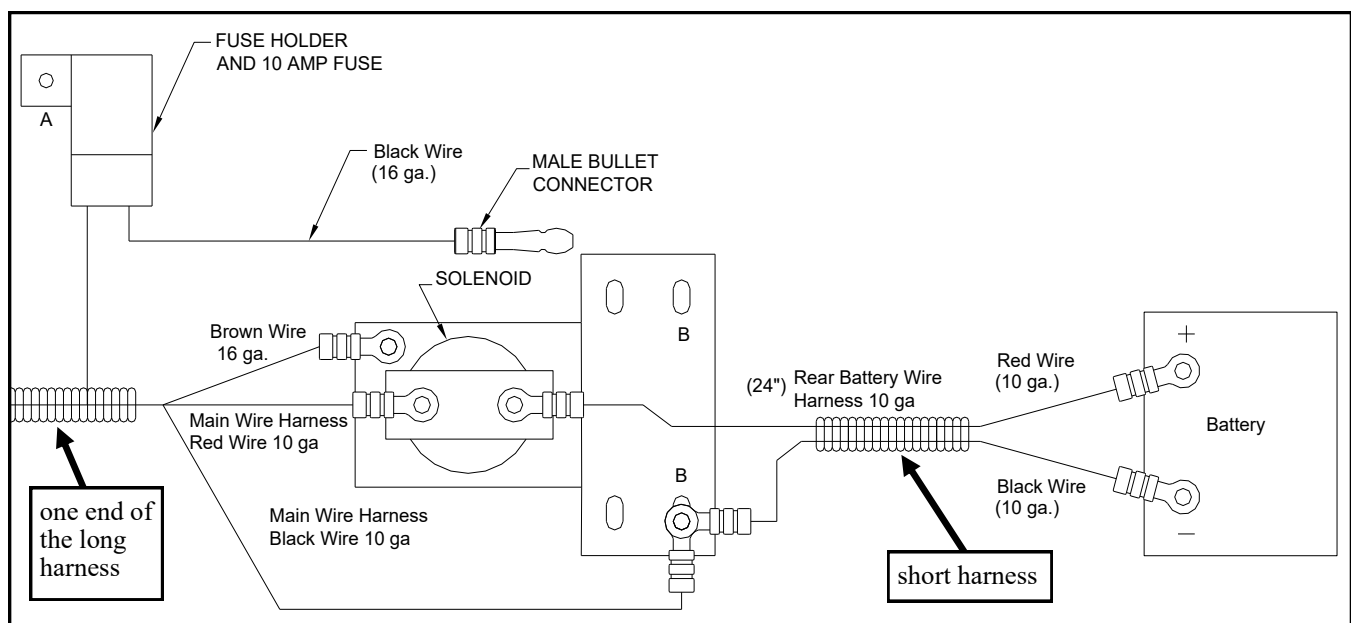 FUSE HOLDER
AND 10 AMP FUSE
A
Black Wire
(16 ga.)
MALE BULLET
CONNECTOR
SOLENOID
Brown Wire
16 ga.
B
Main Wire Harness
Red Wire 10 ga
(24") Rear Battery Wire
Harness 10 ga
Red Wire
(10 ga.)
+
Battery
one end of
the long
harness
Main Wire Harness
Black Wire 10 ga
B
Black Wire
(10 ga.)
—
short harness